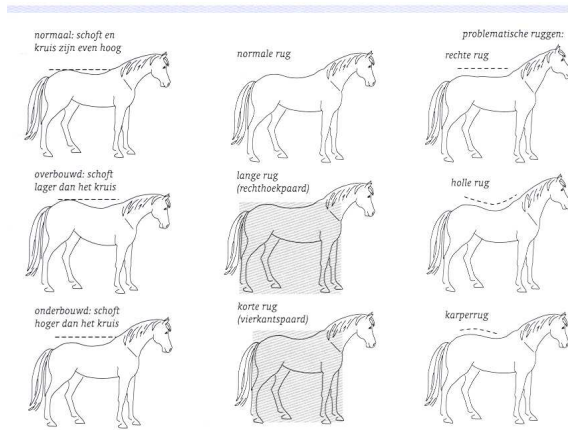 normaal: schoft en
kruis zijn even hoog
overbouwd: schoft
lager dan het kruis
onderbouwd: schoft
hoger dan het kruis
normale rug
lange rug
(rechthoekpaard)
korte rug
(vierkantspaard)
problematische ruggen:
rechte rug
holle rug
karperrug